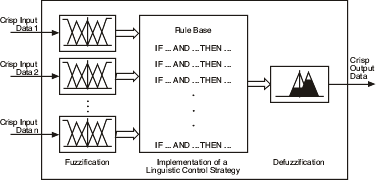 Crisp Input
Data 1
Crisp Input
Data 2
Crisp Input
Data n
Rule Base
IF ... AND ...THEN ...
IF ... AND ...THEN ...
IF ... AND ...THEN ...
IF ... AND ...THEN ...
Crisp
Output
Data
Fuzzification
Implementation of a
Linguistic Control Strategy
Defuzzification